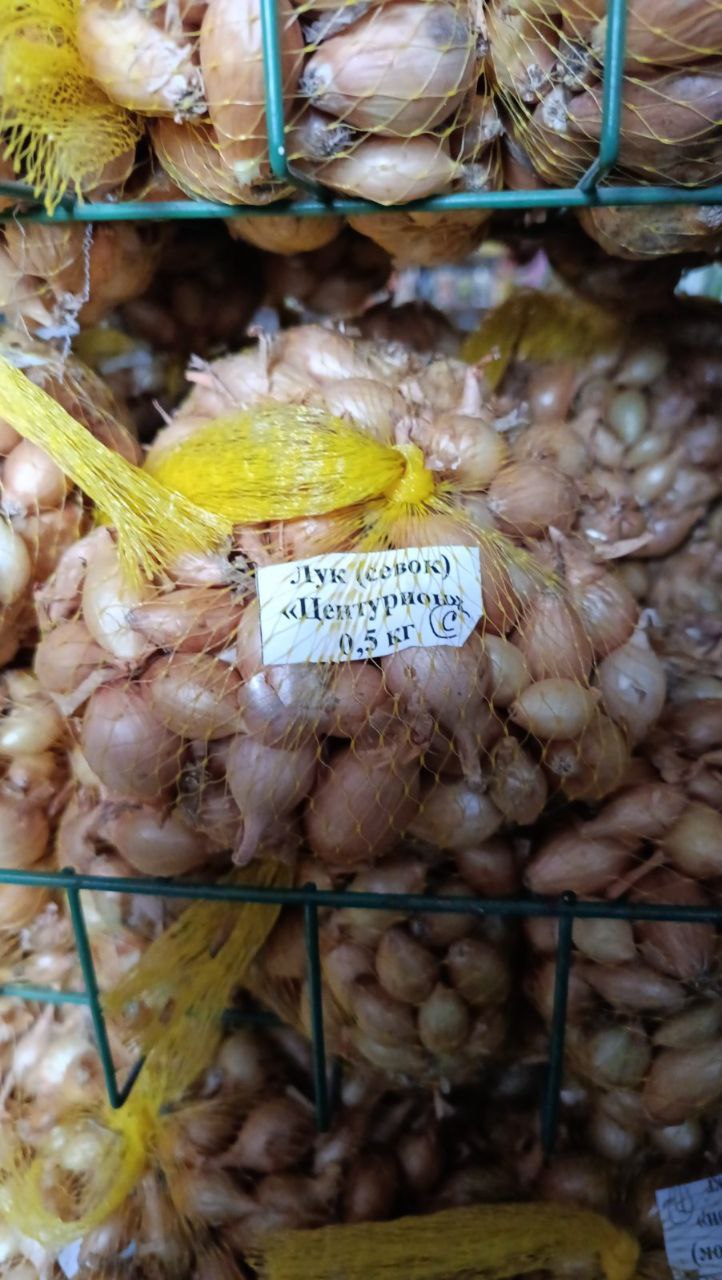 Лук (севок)
«Центурион»
0,5 кг С